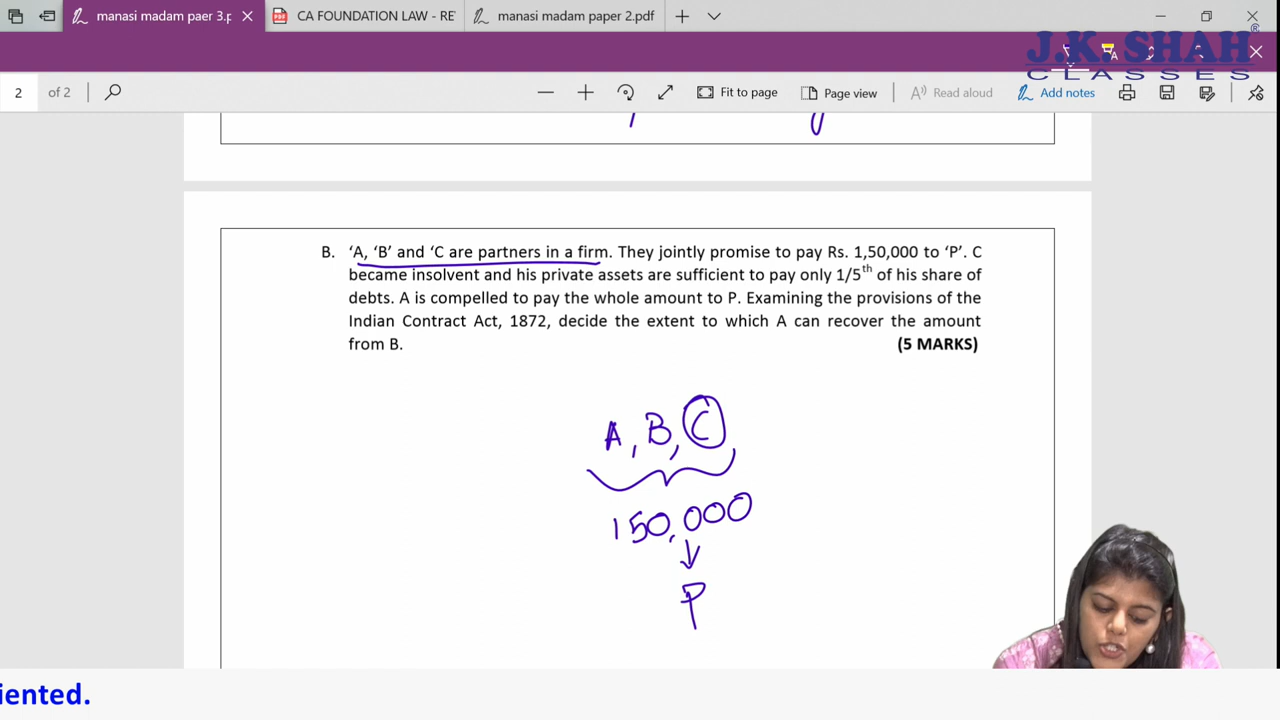 manasi madam paer 3.p
CA FOUNDATION LAW - RE
manasi madam paper 2.pdf
J.K. SHAH®
CLASSES
2 of 2
Fit to page
Page view
Read aloud
Add notes
B. ‘A, ‘B’ and ‘C are partners in a firm. They jointly promise to pay Rs. 1,50,000 to ‘P’. C
became insolvent and his private assets are sufficient to pay only 1/5th of his share of
debts. A is compelled to pay the whole amount to P. Examining the provisions of the
Indian Contract Act, 1872, decide the extent to which A can recover the amount
from B. (5 MARKS)
A, B, C
150,000
P
iented.